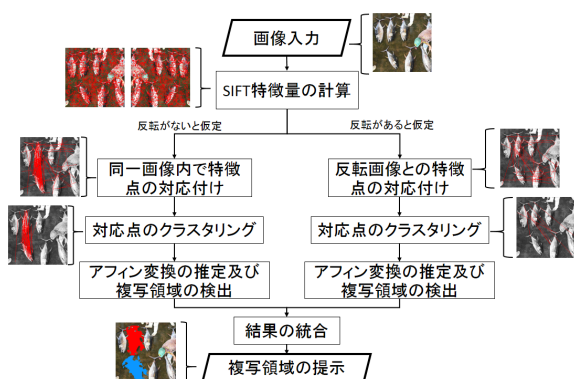 画像入力
SIFT特徴量の計算
反転がないと仮定
反転があると仮定
同一画像内で特徴
点の対応付け
反転画像との特徴
点の対応付け
対応点のクラスタリング
対応点のクラスタリング
アフィン変換の推定及び
複写領域の検出
アフィン変換の推定及び
複写領域の検出
結果の統合
複写領域の提示